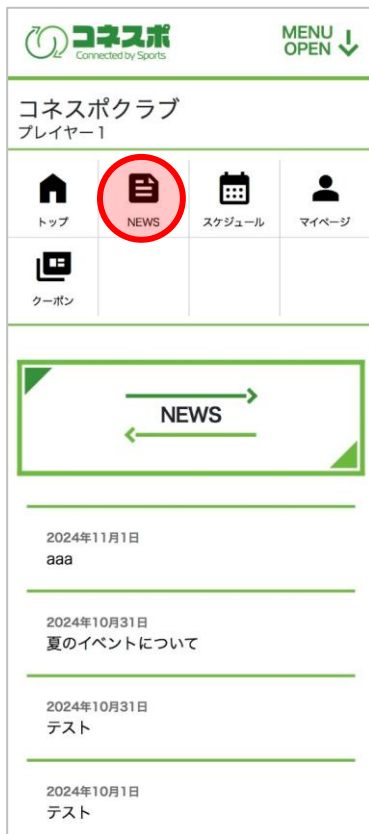 コネスポ
Connected by Sports
MENU
OPEN
コネスポクラブ
プレイヤー1
トップ
NEWS
スケジュール
マイページ
クーポン
NEWS
2024年11月1日
aaa
2024年10月31日
夏のイベントについて
2024年10月31日
テスト
2024年10月1日
テスト